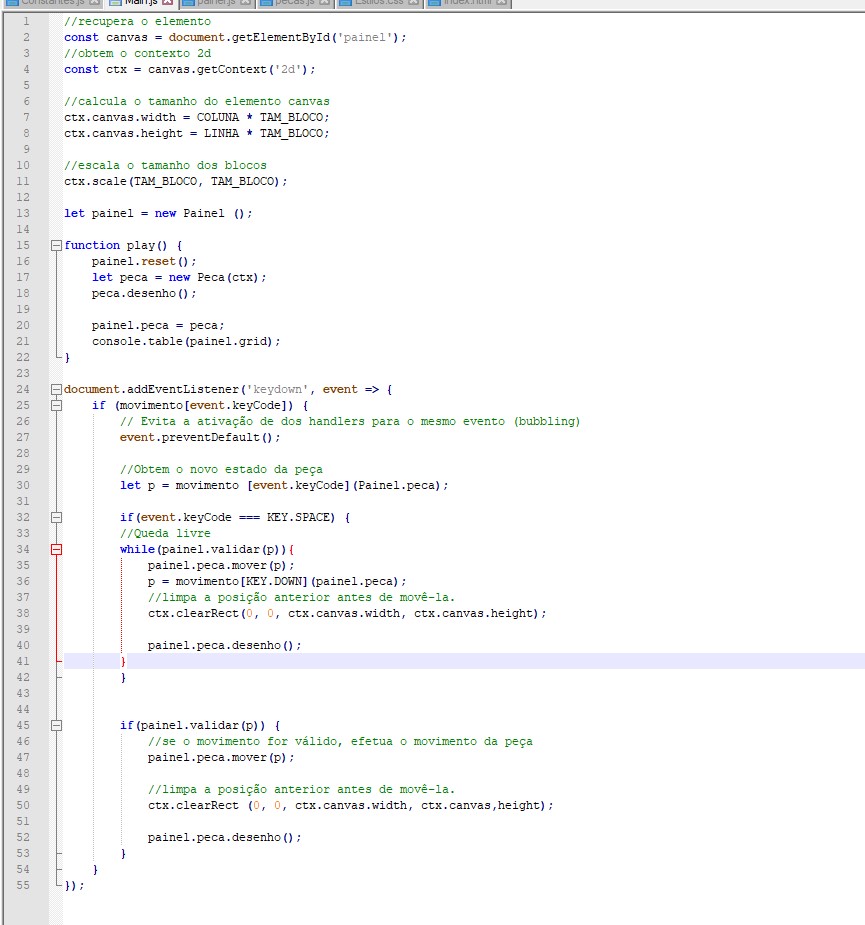 Constantes.js Main.js painel.js pecas.js Estilos.css index.html
1 //recupera o elemento
2 const canvas = document.getElementById('painel');
3 //obtem o contexto 2d
4 const ctx = canvas.getContext('2d');
5
6 //calcula o tamanho do elemento canvas
7 ctx.canvas.width = COLUNA * TAM_BLOCO;
8 ctx.canvas.height = LINHA * TAM_BLOCO;
9
10 //escala o tamanho dos blocos
11 ctx.scale(TAM_BLOCO, TAM_BLOCO);
12
13 let painel = new Painel ();
14
15 function play() {
16 painel.reset();
17 let peca = new Peca(ctx);
18 peca.desenho();
19
20 painel.peca = peca;
21 console.table(painel.grid);
22 }
23
24 document.addEventListener('keydown', event => {
25 if (movimento[event.keyCode]) {
26 // Evita a ativação de dos handlers para o mesmo evento (bubbling)
27 event.preventDefault();
28
29 //Obtem o novo estado da peça
30 let p = movimento [event.keyCode](Painel.peca);
31
32 if(event.keyCode === KEY.SPACE) {
33 //Queda livre
34 while(painel.validar(p)){
35 painel.peca.mover(p);
36 p = movimento[KEY.DOWN](painel.peca);
37 //limpa a posição anterior antes de movê-la.
38 ctx.clearRect(0, 0, ctx.canvas.width, ctx.canvas.height);
39
40 painel.peca.desenho();
41 }
42 }
43
44
45 if(painel.validar(p)) {
46 //se o movimento for válido, efetua o movimento da peça
47 painel.peca.mover(p);
48
49 //limpa a posição anterior antes de movê-la.
50 ctx.clearRect (0, 0, ctx.canvas.width, ctx.canvas,height);
51
52 painel.peca.desenho();
53 }
54 }
55 });